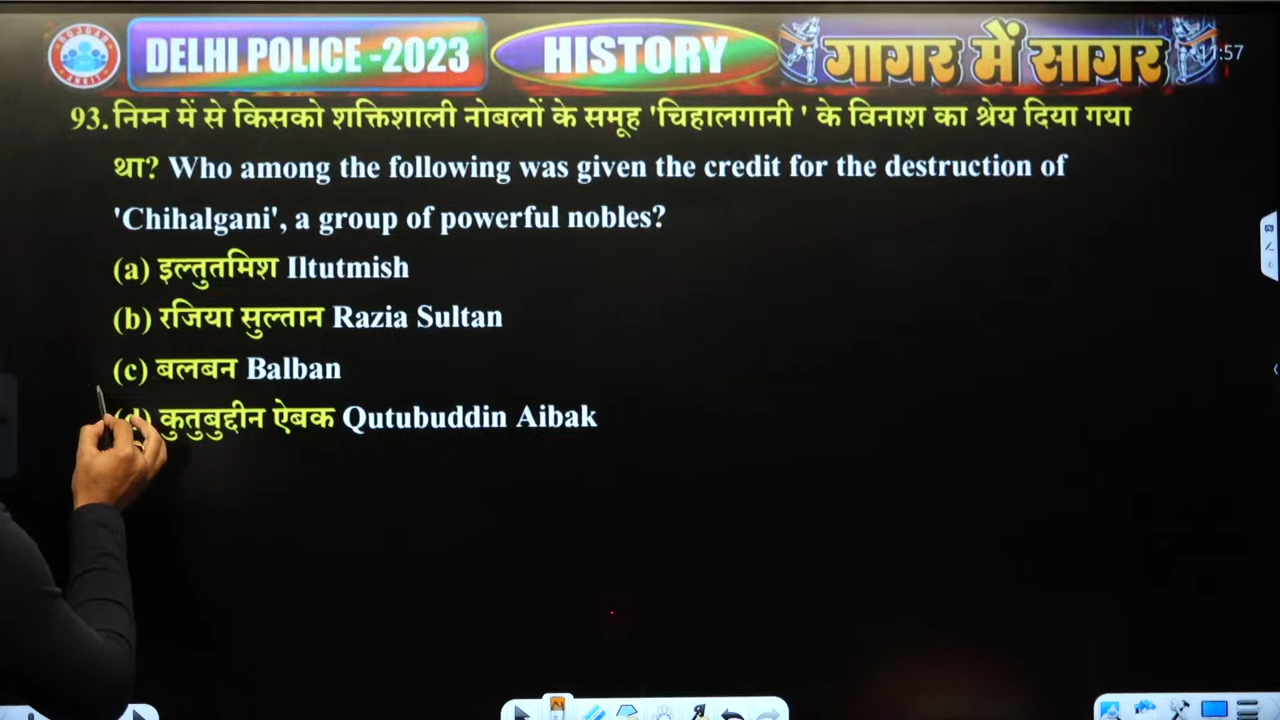 ROJGAR
ANKIT
DELHI POLICE -2023
HISTORY
गागर में सागर
:57
93. निम्न में से किसको शक्तिशाली नोबलों के समूह 'चिहालगानी ' के विनाश का श्रेय दिया गया
था? Who among the following was given the credit for the destruction of
'Chihalgani', a group of powerful nobles?
(a) इल्तुतमिश Iltutmish
(b) रजिया सुल्तान Razia Sultan
(c) बलबन Balban
(d) कुतुबुद्दीन ऐबक Qutubuddin Aibak